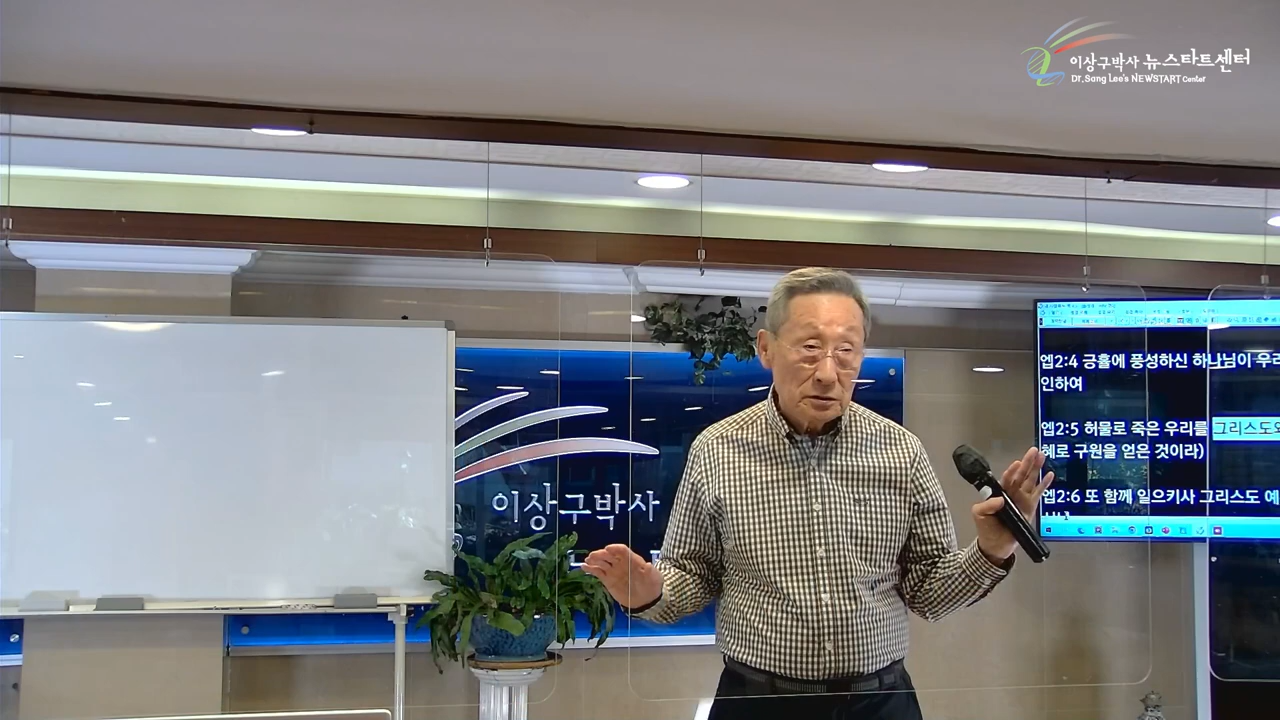 이상구박사 뉴스타트센터
Dr. Sang Lee's NEWSTART Center
이상구박사
엡2:4 긍휼에 풍성하신 하나님이 우리
인하여
엡2:5 허물로 죽은 우리를 그리스도와
혜로 구원을 얻은 것이라)
엡2:6 또 함께 일으키사 그리스도 예